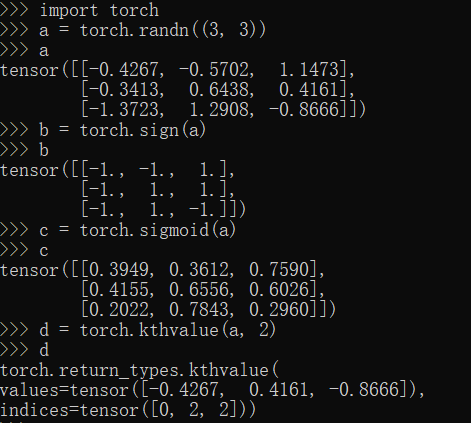 >>> import torch
>>> a = torch.randn((3, 3))
>>> a
tensor([[-0.4267, -0.5702,  1.1473],
        [-0.3413,  0.6438,  0.4161],
        [-1.3723,  1.2908, -0.8666]])
>>> b = torch.sign(a)
>>> b
tensor([[-1., -1.,  1.],
        [-1.,  1.,  1.],
        [-1.,  1., -1.]])
>>> c = torch.sigmoid(a)
>>> c
tensor([[0.3949, 0.3612, 0.7590],
        [0.4155, 0.6556, 0.6026],
        [0.2022, 0.7843, 0.2960]])
>>> d = torch.kthvalue(a, 2)
>>> d
torch.return_types.kthvalue(
values=tensor([-0.4267,  0.4161, -0.8666]),
indices=tensor([0, 2, 2]))